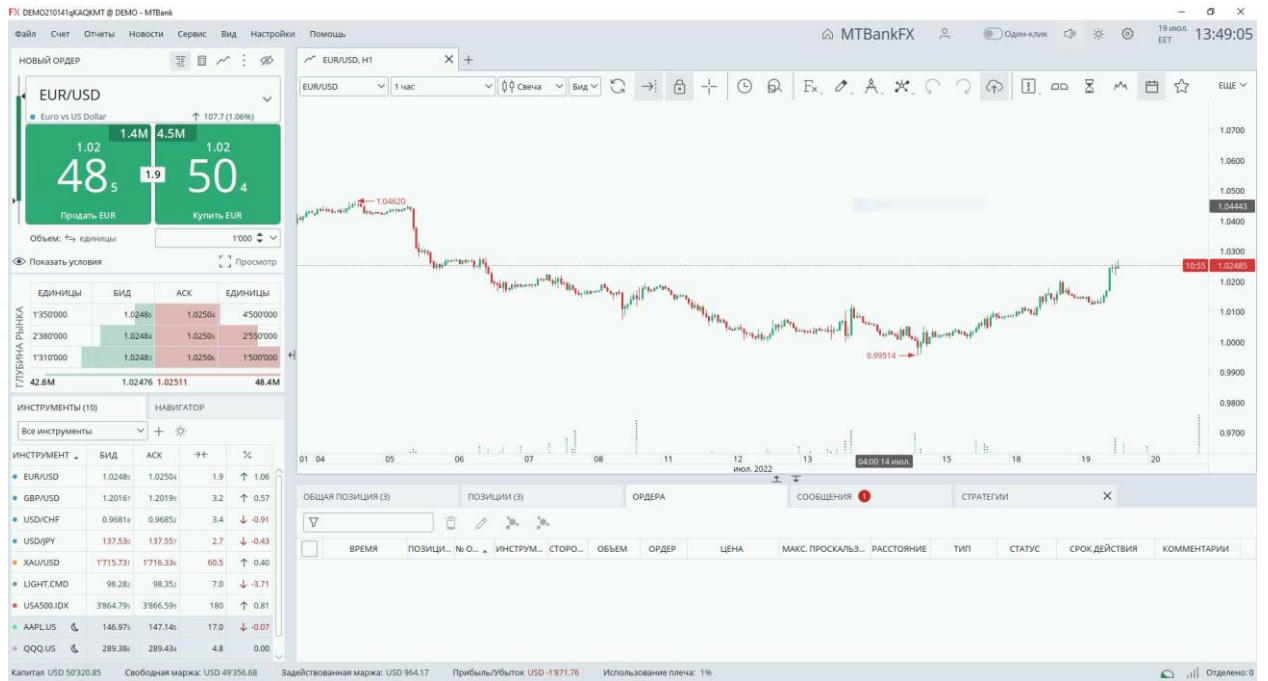 FX DEMO210141qKAQKMT @ DEMO - MTBank
Файл Счет Отчеты Новости Сервис Вид Настройки Помощь
MTBankFX
Один-клик
19 июл. EET 13:49:05
НОВЫЙ ОРДЕР
EUR/USD
Euro vs US Dollar ↑ 107.7 (1.06%)
1.4M 4.5M
1.02 1.02
48 5 1.9 50 4
Продать EUR Купить EUR
Объем: единицы 1'000
Показать условия Просмотр
ГЛУБИНА РЫНКА
ЕДИНИЦЫ БИД АСК ЕДИНИЦЫ
1'350'000 1.02485 1.02504 4'500'000
2'380'000 1.02484 1.02505 2'550'000
1'310'000 1.02483 1.02506 1'500'000
42.6M 1.02476 1.02511 48.4M
ИНСТРУМЕНТЫ (10) НАВИГАТОР
Все инструменты
ИНСТРУМЕНТ БИД АСК %
EUR/USD 1.02485 1.02504 1.9 ↑ 1.06
GBP/USD 1.20167 1.20199 3.2 ↑ 0.57
USD/CHF 0.96818 0.96852 3.4 ↓ -0.91
USD/JPY 137.530 137.557 2.7 ↓ -0.43
XAU/USD 1'715.731 1'716.336 60.5 ↑ 0.40
LIGHT.CMD 98.282 98.352 7.0 ↓ -3.71
USA500.IDX 3'864.795 3'866.595 180 ↑ 0.81
AAPL.US 146.975 147.145 17.0 ↓ -0.07
QQQ.US 289.386 289.434 4.8 0.00
EUR/USD, H1 X +
EUR/USD 1 час Свеча Бид ЕЩЕ
1.0700
1.0600
1.0500
1.04443
1.0400
1.0300
10:55 1.02485
1.0200
1.0100
1.0000
0.9900
0.9800
0.9700
1.04620
0.99514
01 04 05 06 07 08 11 12 13 04:00 14 июл. 15 18 19 20
июл. 2022
ОБЩАЯ ПОЗИЦИЯ (3) ПОЗИЦИИ (3) ОРДЕРА СООБЩЕНИЯ 1 СТРАТЕГИИ X
ВРЕМЯ ПОЗИЦИ... № О... ИНСТРУМ... СТОРО... ОБЪЕМ ОРДЕР ЦЕНА МАКС. ПРОСКАЛЬЗ... РАССТОЯНИЕ ТИП СТАТУС СРОК ДЕЙСТВИЯ КОММЕНТАРИИ
Капитал USD 50'320.85 Свободная маржа: USD 49'356.68 Задействованная маржа: USD 964.17 Прибыль/Убыток USD -1'871.76 Использование плеча: 1% Отделено: 0